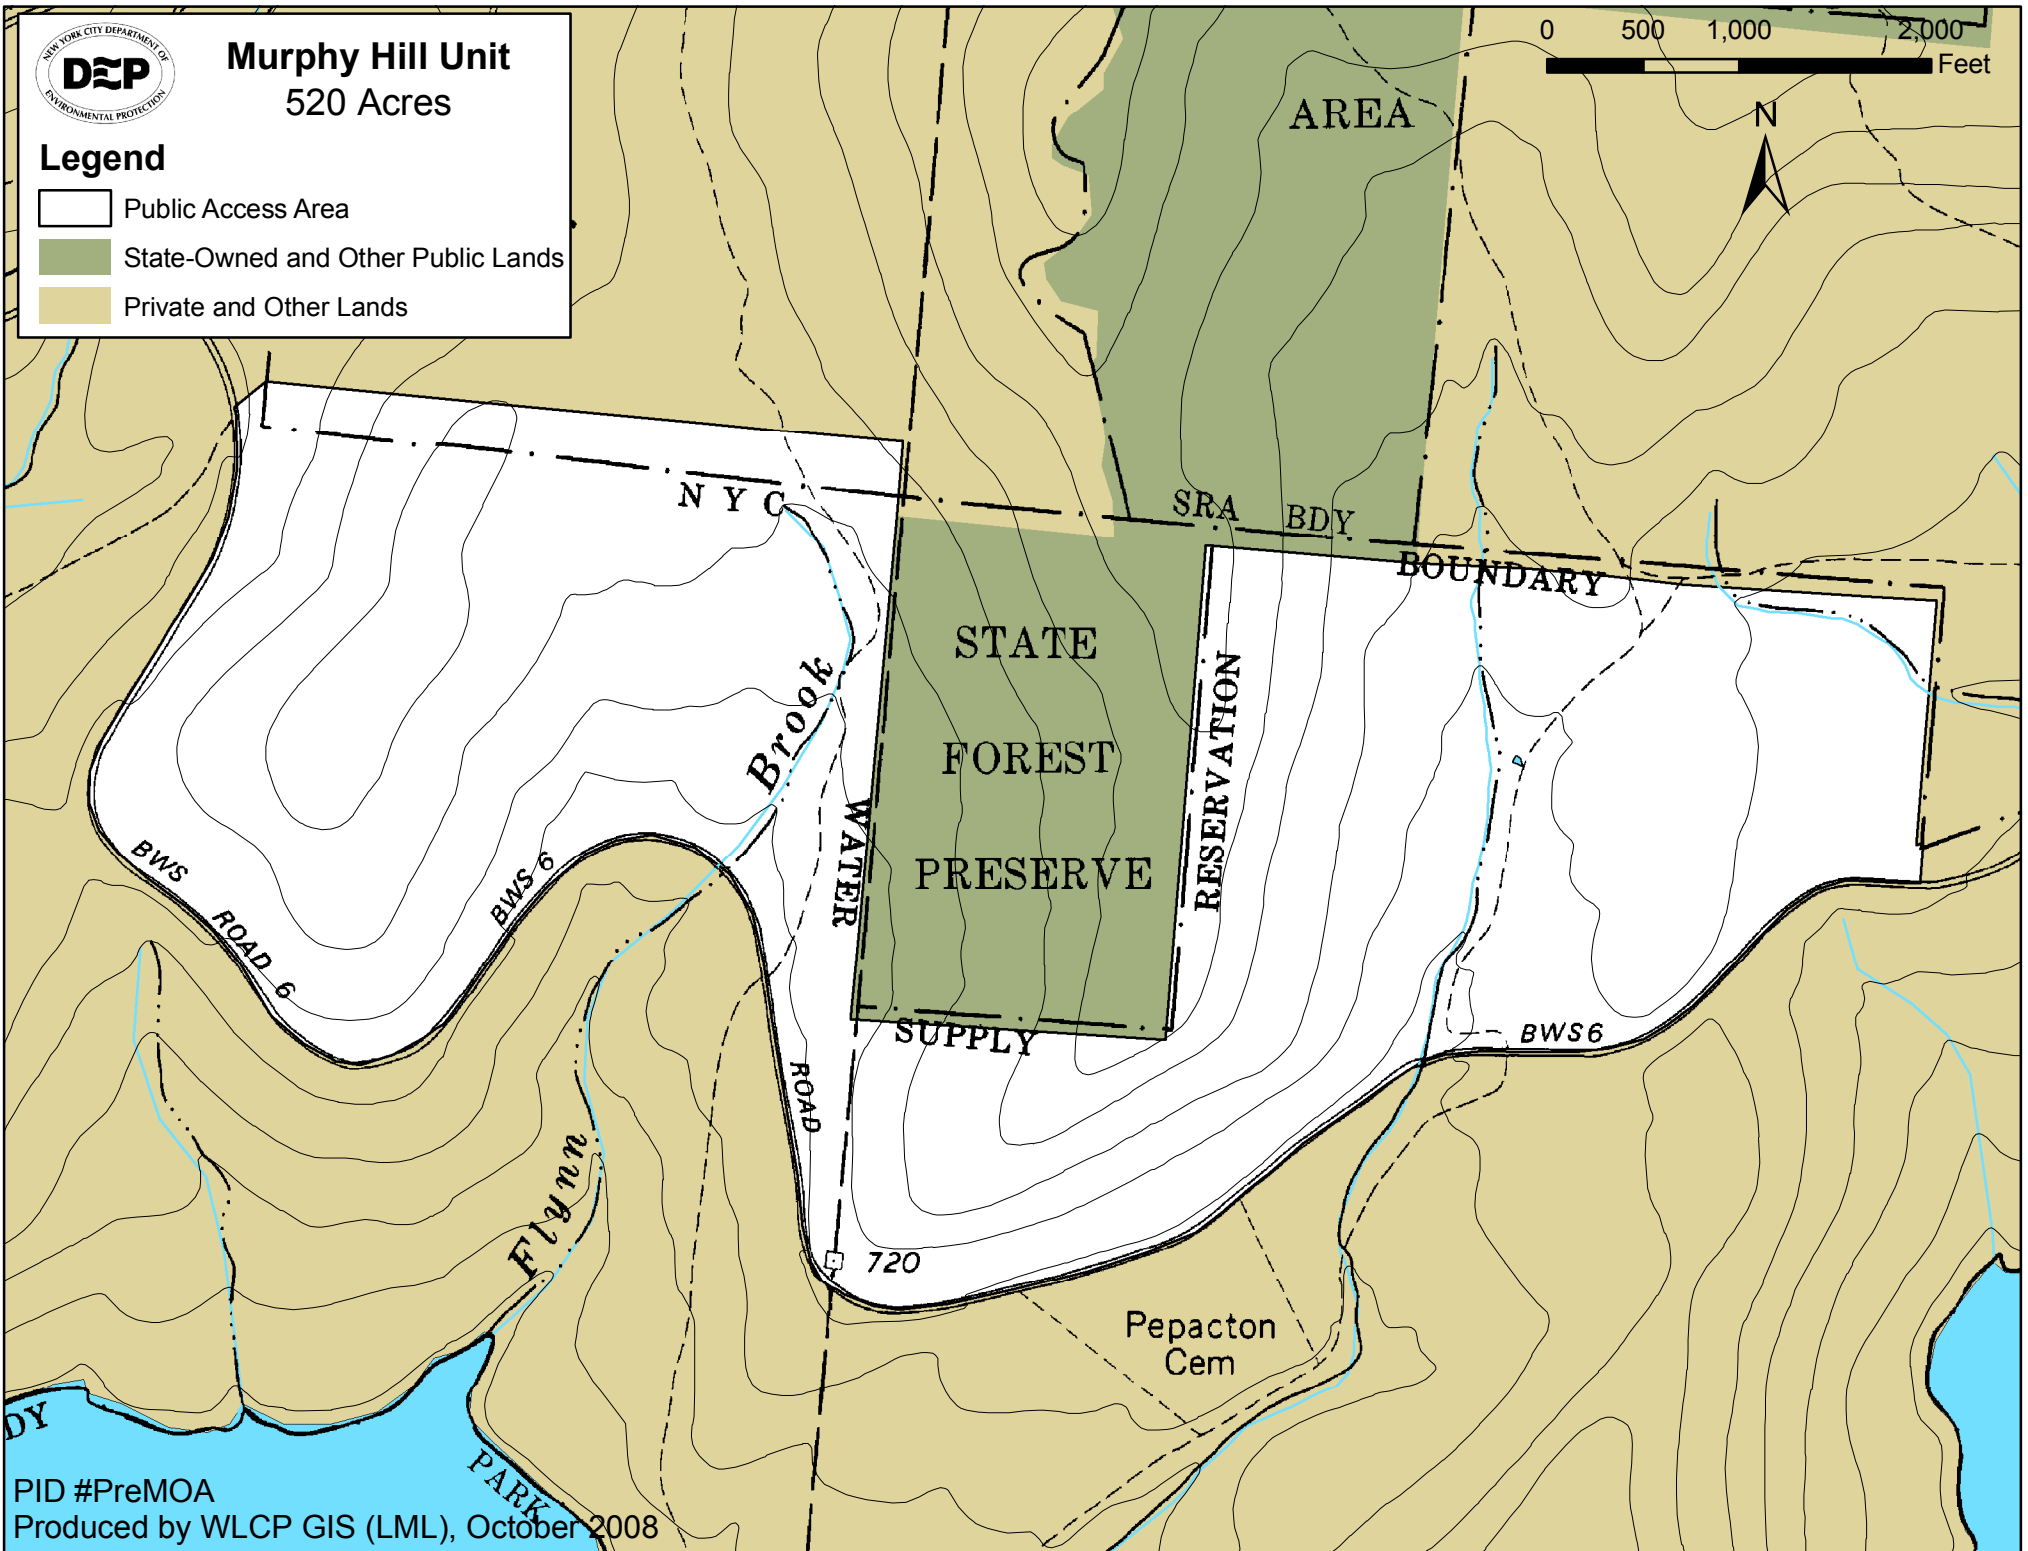 NEW YORK CITY DEPARTMENT OF
DEP
ENVIRONMENTAL PROTECTION
Murphy Hill Unit
520 Acres
Legend
Public Access Area
State-Owned and Other Public Lands
Private and Other Lands
0 500 1,000 2,000
Feet
N
AREA
N Y C
SRA BDY
BOUNDARY
STATE
FOREST
PRESERVE
WATER
RESERVATION
SUPPLY
Brook
Flynn
BWS
ROAD 6
BWS 6
ROAD
BWS6
720
Pepacton
Cem
DY
PARK
PID #PreMOA
Produced by WLCP GIS (LML), October 2008